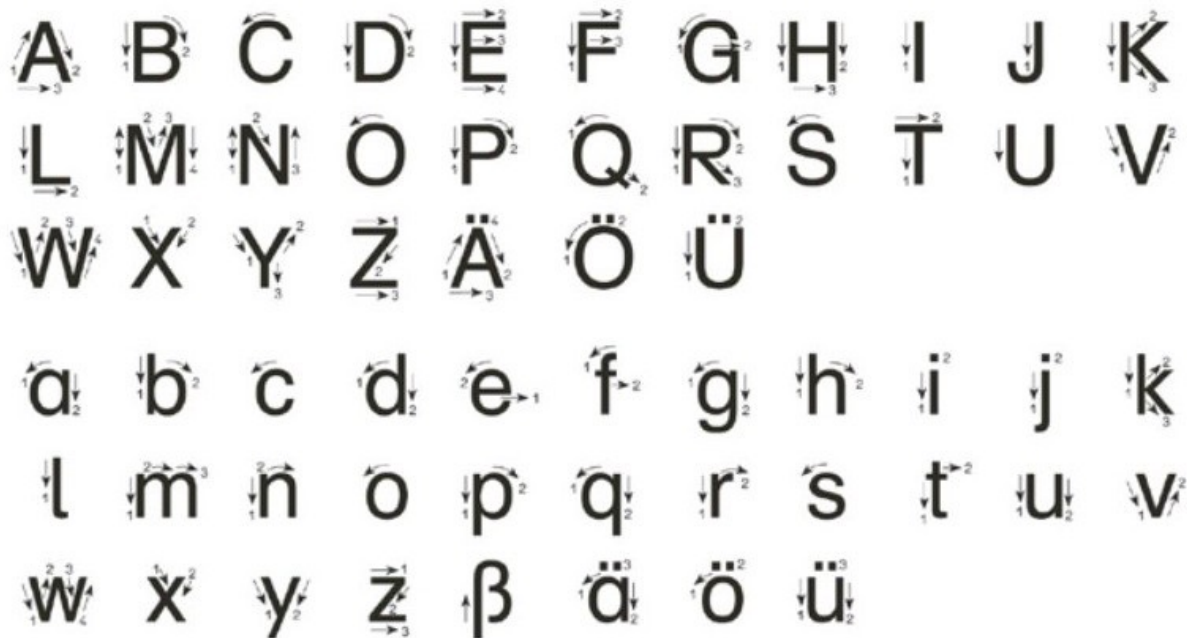 A B C D E F G H I J K
L M N O P Q R S T U V
W X Y Z Ä Ö Ü
a b c d e f g h i j k
l m n o p q r s t u v
w x y z ß ä ö ü